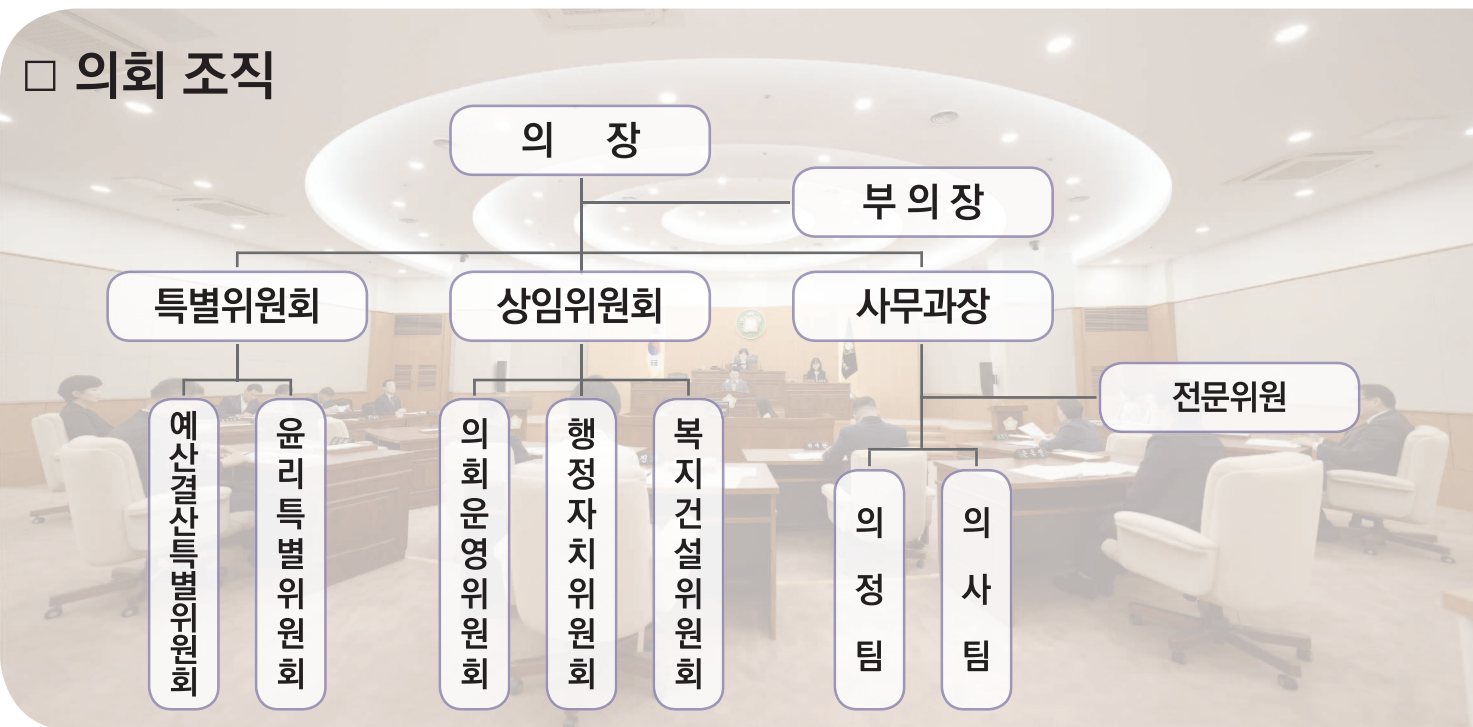 □ 의회 조직
의 장
부 의 장
특별위원회
상임위원회
사무과장
전문위원
예산결산특별위원회
윤리특별위원회
의회운영위원회
행정자치위원회
복지건설위원회
의정팀
의사팀